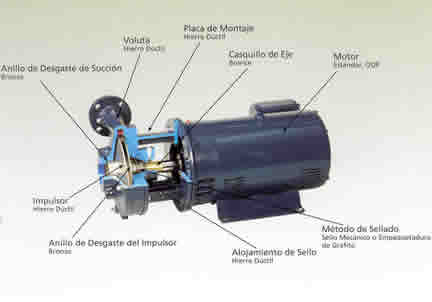 Placa de Montaje
Hierro Dúctil
Voluta
Hierro Dúctil
Casquillo de Eje
Bronce
Motor
Estándar, ODP
Anillo de Desgaste de Succión
Bronce
Impulsor
Hierro Dúctil
Anillo de Desgaste del Impulsor
Bronce
Alojamiento de Sello
Hierro Dúctil
Método de Sellado
Sello Mecánico o Empaquetadura
de Grafito